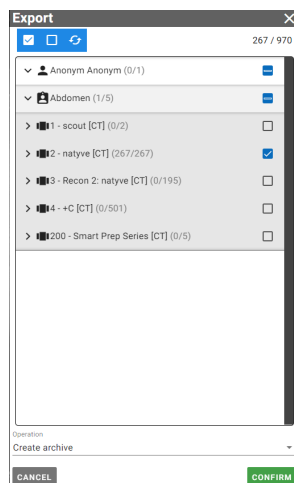 Export
267 / 970
Anonym Anonym (0/1)
Abdomen (1/5)
1 - scout [CT] (0/2)
2 - natyve [CT] (267/267)
3 - Recon 2: natyve [CT] (0/195)
4 - +C [CT] (0/501)
200 - Smart Prep Series [CT] (0/5)
Operation
Create archive
CANCEL
CONFIRM